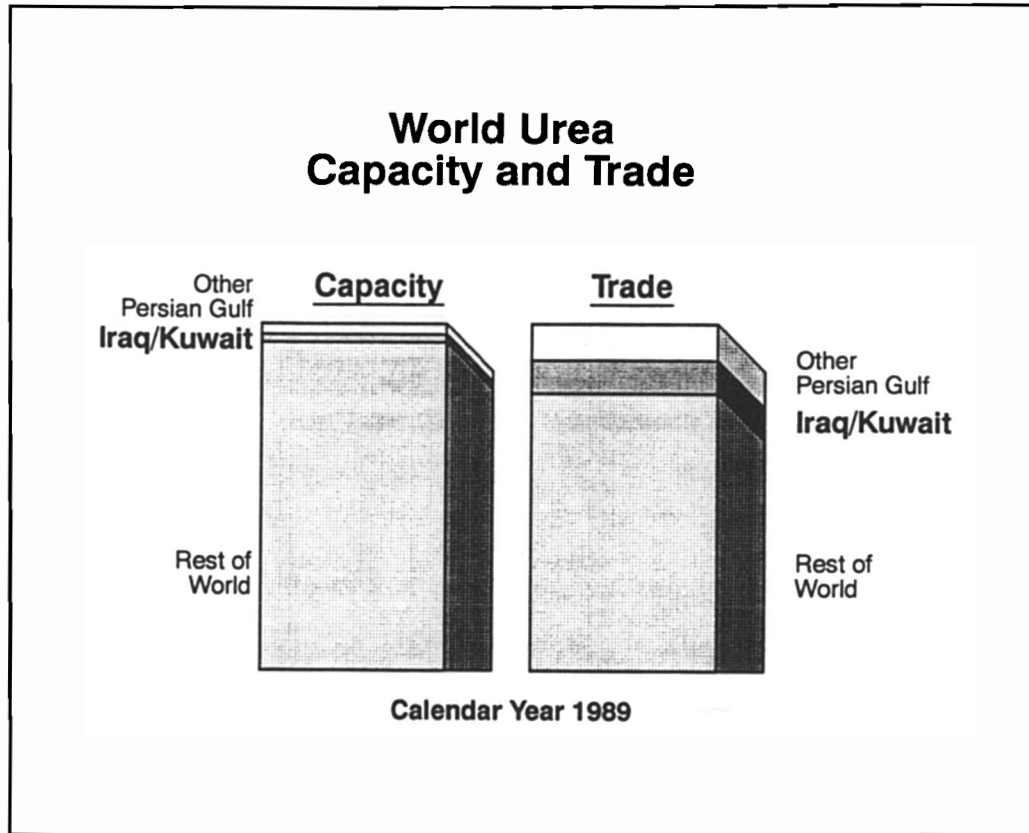 World Urea
Capacity and Trade
Capacity
Trade
Other
Persian Gulf
Iraq/Kuwait
Rest of
World
Other
Persian Gulf
Iraq/Kuwait
Rest of
World
Calendar Year 1989